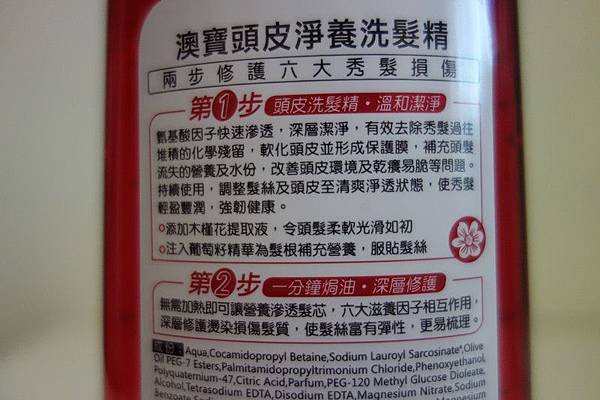 澳寶頭皮淨養洗髮精
兩步修護六大秀髮損傷
第1步 頭皮洗髮精·溫和潔淨
氨基酸因子快速滲透，深層潔淨，有效去除秀髮過往
堆積的化學殘留，軟化頭皮並形成保護膜，補充頭髮
流失的營養及水份，改善頭皮環境及乾癢易脆等問題。
持續使用，調整髮絲及頭皮至清爽淨透狀態，使秀髮
輕盈豐潤，強韌健康。
○添加木槿花提取液，令頭髮柔軟光滑如初
○注入葡萄籽精華為髮根補充營養，服貼髮絲
第2步 一分鐘焗油·深層修護
無需加熱即可讓營養滲透髮芯，六大滋養因子相互作用，
深層修護燙染損傷髮質，使髮絲富有彈性，更易梳理。
成份：Aqua,Cocamidopropyl Betaine,Sodium Lauroyl Sarcosinate*,Olive
Oil PEG-7 Esters,Palmitamidopropyltrimonium Chloride,Phenoxyethanol,
Polyquaternium-47,Citric Acid,Parfum,PEG-120 Methyl Glucose Dioleate,
Alcohol,Tetrasodium EDTA,Disodium EDTA,Magnesium Nitrate,Sodium